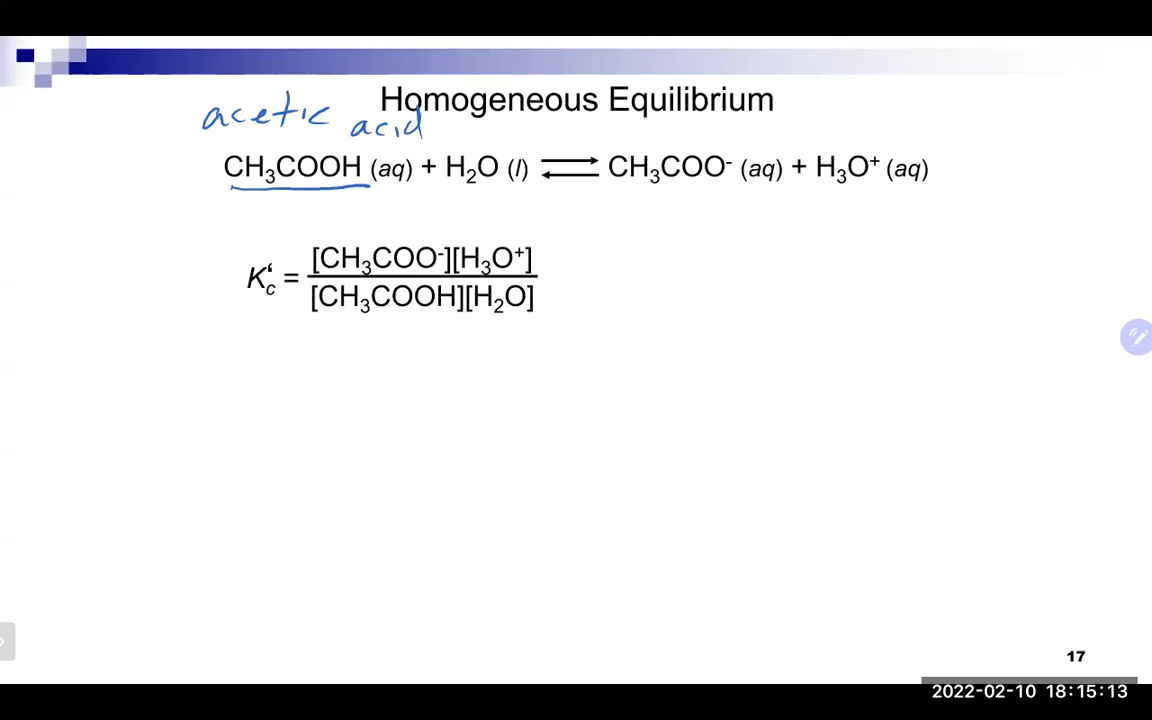 Homogeneous Equilibrium
acetic acid
CH₃COOH (aq) + H₂O (l) ⇌ CH₃COO⁻ (aq) + H₃O⁺ (aq)
K′c = [CH₃COO⁻][H₃O⁺] / [CH₃COOH][H₂O]
17
2022-02-10 18:15:13